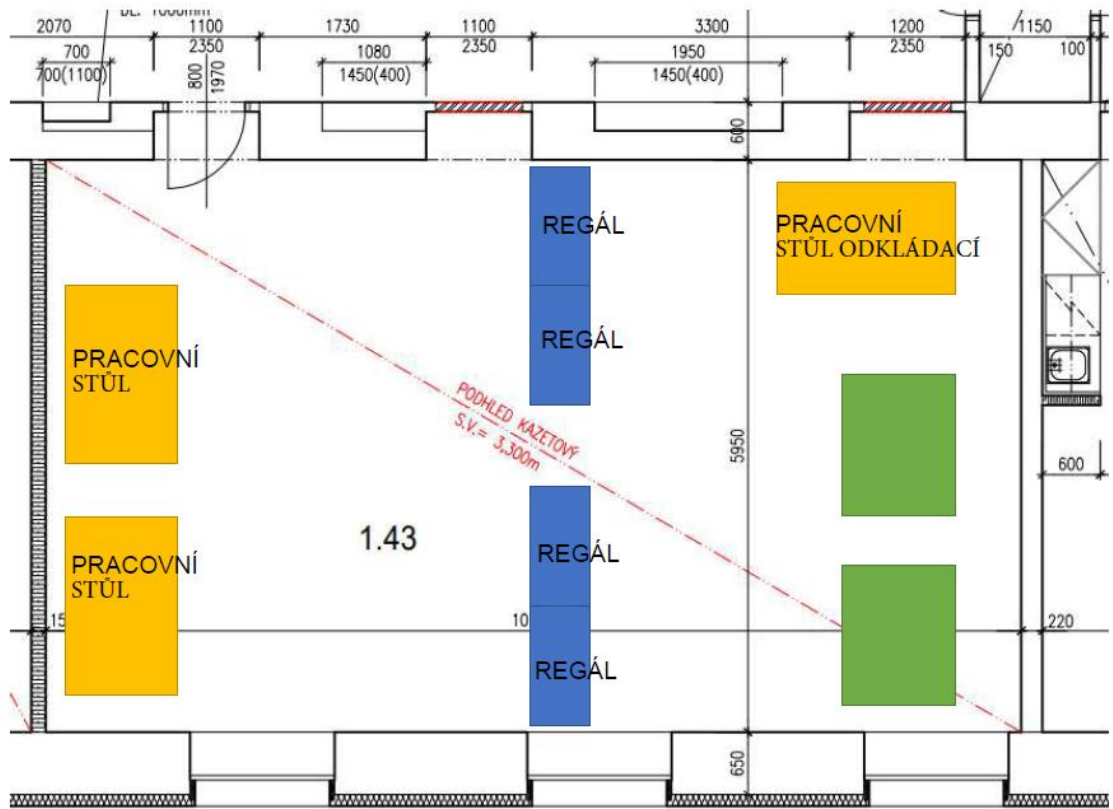 DL. 1000mm
2070
1100
1730
1100
3300
1200
1150
2350
2350
2350
150
100
700
1080
1950
700(1100)
1450(400)
1450(400)
800
1970
600
REGÁL
PRACOVNÍ
STŮL ODKLÁDACÍ
REGÁL
PRACOVNÍ
STŮL
PODHLED KAZETOVÝ
S.V.= 3,300m
5950
600
1.43
REGÁL
PRACOVNÍ
STŮL
15
10
220
REGÁL
650